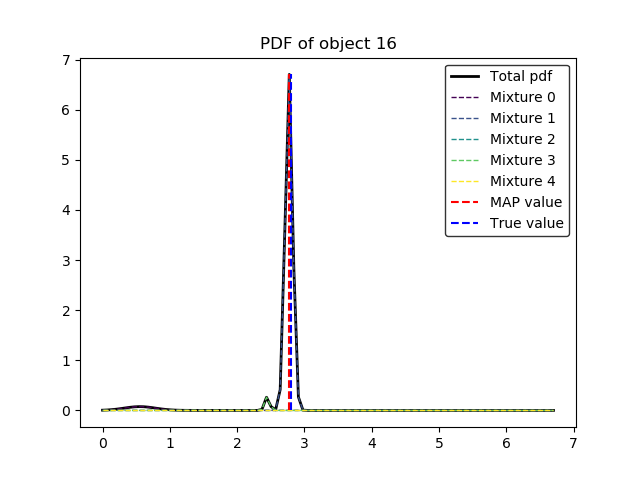 PDF of object 16
7
6
5
4
3
2
1
0
0 1 2 3 4 5 6 7
Total pdf
Mixture 0
Mixture 1
Mixture 2
Mixture 3
Mixture 4
MAP value
True value